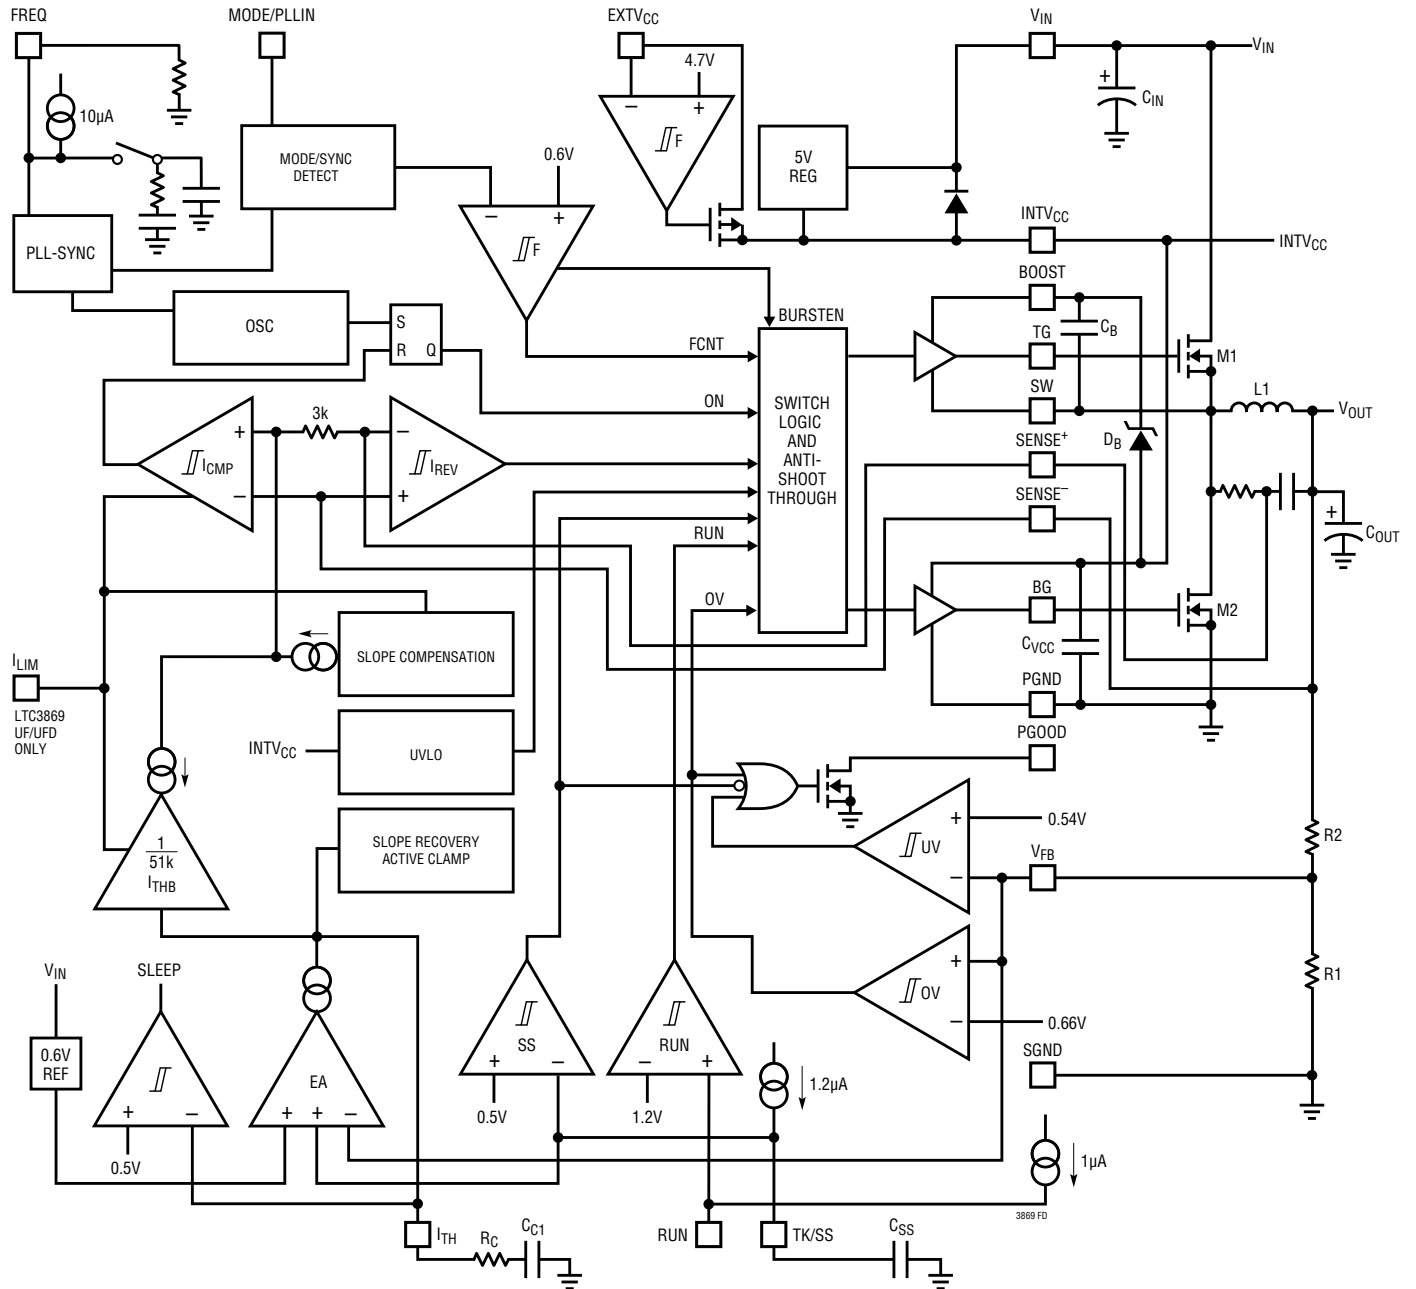 FREQ
MODE/PLLIN
EXTVCC
VIN
4.7V
VIN
+
CIN
10µA
− +
F
MODE/SYNC
DETECT
0.6V
5V
REG
− +
F
INTVCC
INTVCC
PLL-SYNC
BOOST
OSC
S
R Q
BURSTEN
CB
TG
FCNT
M1
SW
L1
VOUT
ON
3k
+
−
ICMP
−
+
IREV
SWITCH
LOGIC
AND
ANTI-
SHOOT
THROUGH
SENSE+
DB
SENSE−
+
COUT
RUN
OV
BG
M2
CVCC
SLOPE COMPENSATION
ILIM
LTC3869
UF/UFD
ONLY
PGND
INTVCC
UVLO
PGOOD
+
−
UV
0.54V
R2
SLOPE RECOVERY
ACTIVE CLAMP
1
51k
ITHB
VFB
VIN
SLEEP
+
−
OV
0.66V
R1
0.6V
REF
+ −
0.5V
EA
+ + −
SS
+ −
0.5V
RUN
− +
1.2V
1.2µA
SGND
1µA
3869 FD
ITH
RC
CC1
RUN
TK/SS
CSS